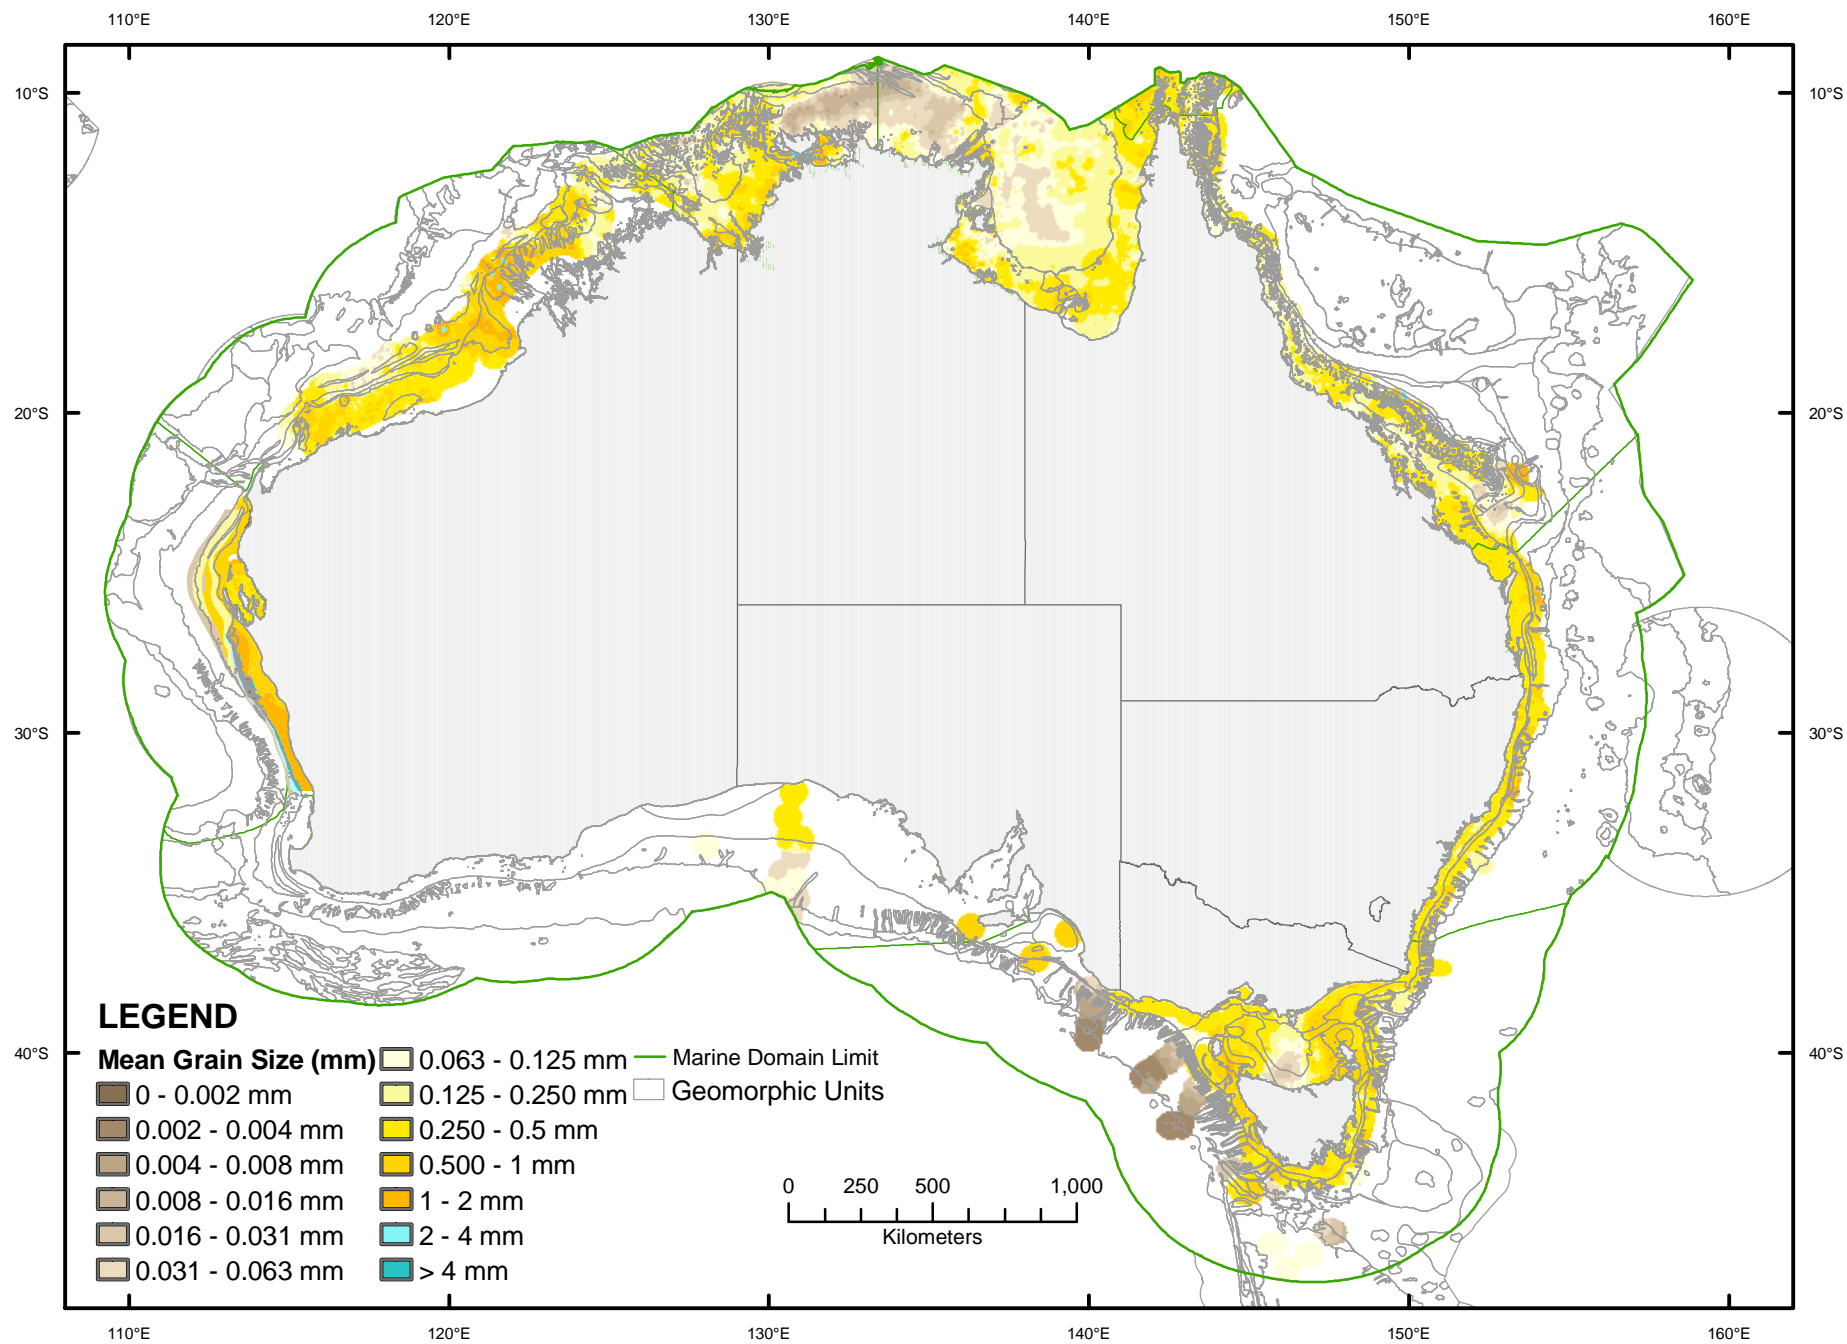 110°E 120°E 130°E 140°E 150°E 160°E
10°S 10°S
20°S 20°S
30°S 30°S
40°S 40°S
LEGEND
Mean Grain Size (mm)
0 - 0.002 mm
0.002 - 0.004 mm
0.004 - 0.008 mm
0.008 - 0.016 mm
0.016 - 0.031 mm
0.031 - 0.063 mm
0.063 - 0.125 mm
0.125 - 0.250 mm
0.250 - 0.5 mm
0.500 - 1 mm
1 - 2 mm
2 - 4 mm
> 4 mm
Marine Domain Limit
Geomorphic Units
0 250 500 1,000
Kilometers
110°E 120°E 130°E 140°E 150°E 160°E